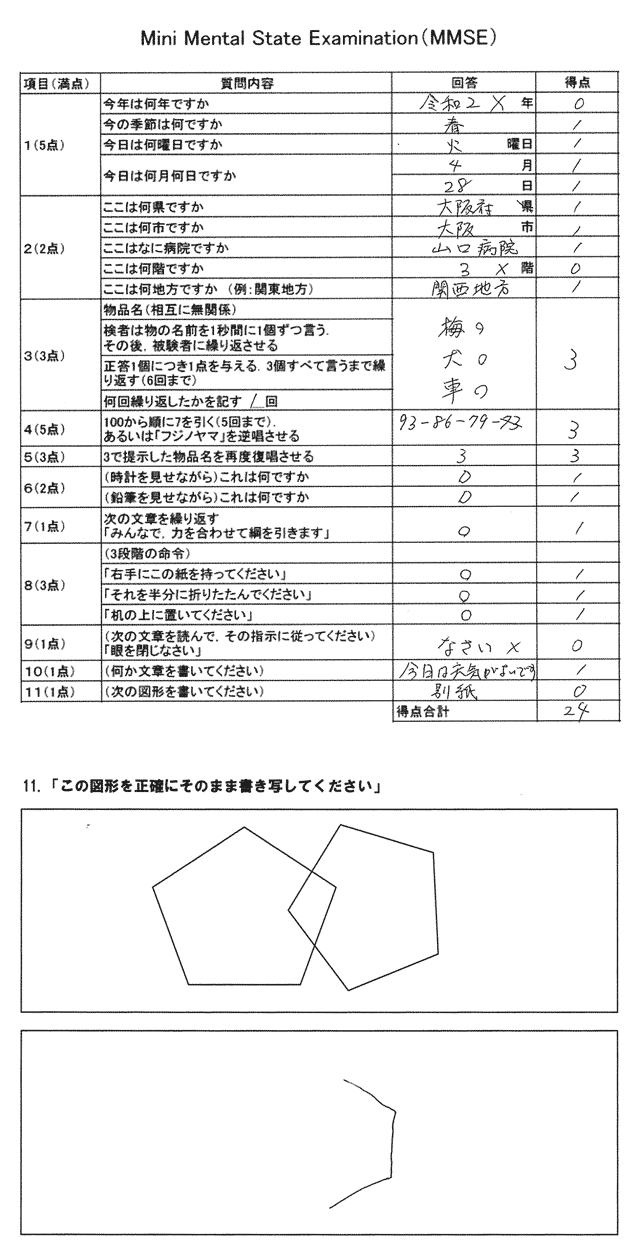 Mini Mental State Examination(MMSE)
項目(満点) 質問内容 回答 得点
1(5点) 今年は何年ですか 令和2 × 年 0
今の季節は何ですか 春 1
今日は何曜日ですか 火 曜日 1
今日は何月何日ですか 4 月 1
28 日 1
2(2点) ここは何県ですか 大阪府 県 1
ここは何市ですか 大阪 市 1
ここはなに病院ですか 山口病院 1
ここは何階ですか 3 × 階 0
ここは何地方ですか (例:関東地方) 関西地方 1
3(3点) 物品名(相互に無関係) 梅 0
検者は物の名前を1秒間に1個ずつ言う.
その後,被験者に繰り返させる 犬 0 3
正答1個につき1点を与える.3個すべて言うまで繰
り返す(6回まで) 車 0
何回繰り返したかを記す 1 回
4(5点) 100から順に7を引く(5回まで). 93-86-79-73 3
あるいは「フジノヤマ」を逆唱させる
5(3点) 3で提示した物品名を再度復唱させる 3 3
6(2点) (時計を見せながら)これは何ですか 0 1
(鉛筆を見せながら)これは何ですか 0 1
7(1点) 次の文章を繰り返す
「みんなで,力を合わせて綱を引きます」 0 1
8(3点) (3段階の命令)
「右手にこの紙を持ってください」 0 1
「それを半分に折りたたんでください」 0 1
「机の上に置いてください」 0 1
9(1点) (次の文章を読んで,その指示に従ってください)
「眼を閉じなさい」 なさい × 0
10(1点) (何か文章を書いてください) 今日は天気がよいです 1
11(1点) (次の図形を書いてください) 別紙 0
得点合計 24
11.「この図形を正確にそのまま書き写してください」